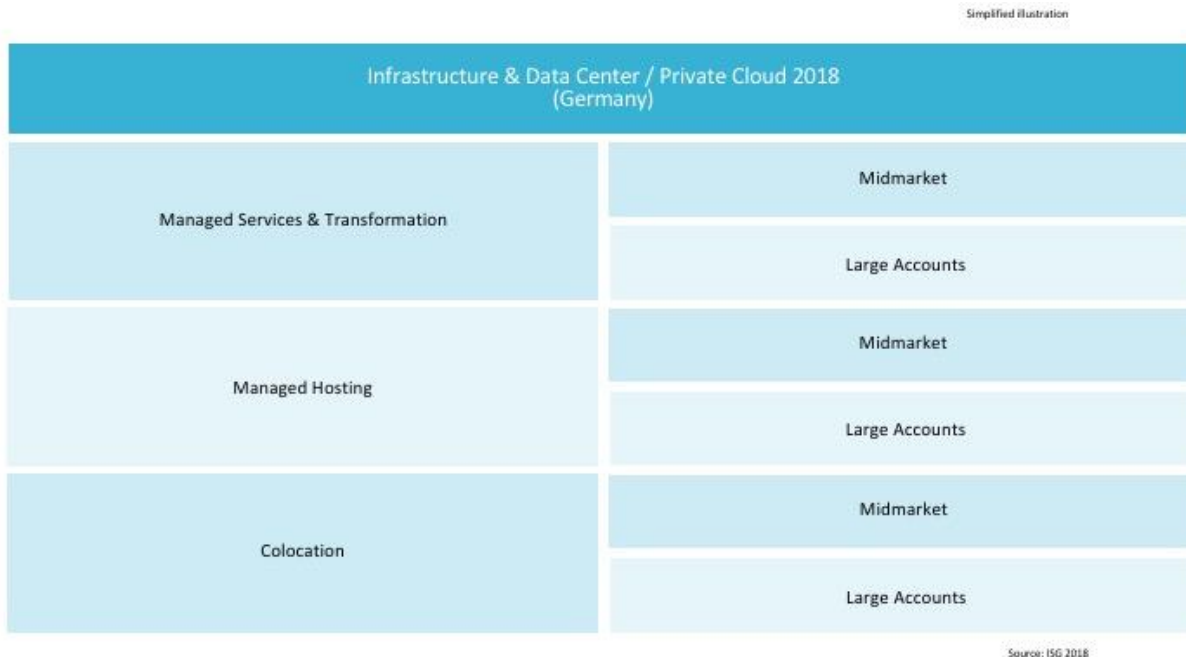 Simplified illustration
Infrastructure & Data Center / Private Cloud 2018
(Germany)
Managed Services & Transformation
Midmarket
Large Accounts
Managed Hosting
Midmarket
Large Accounts
Colocation
Midmarket
Large Accounts
Source: ISG 2018